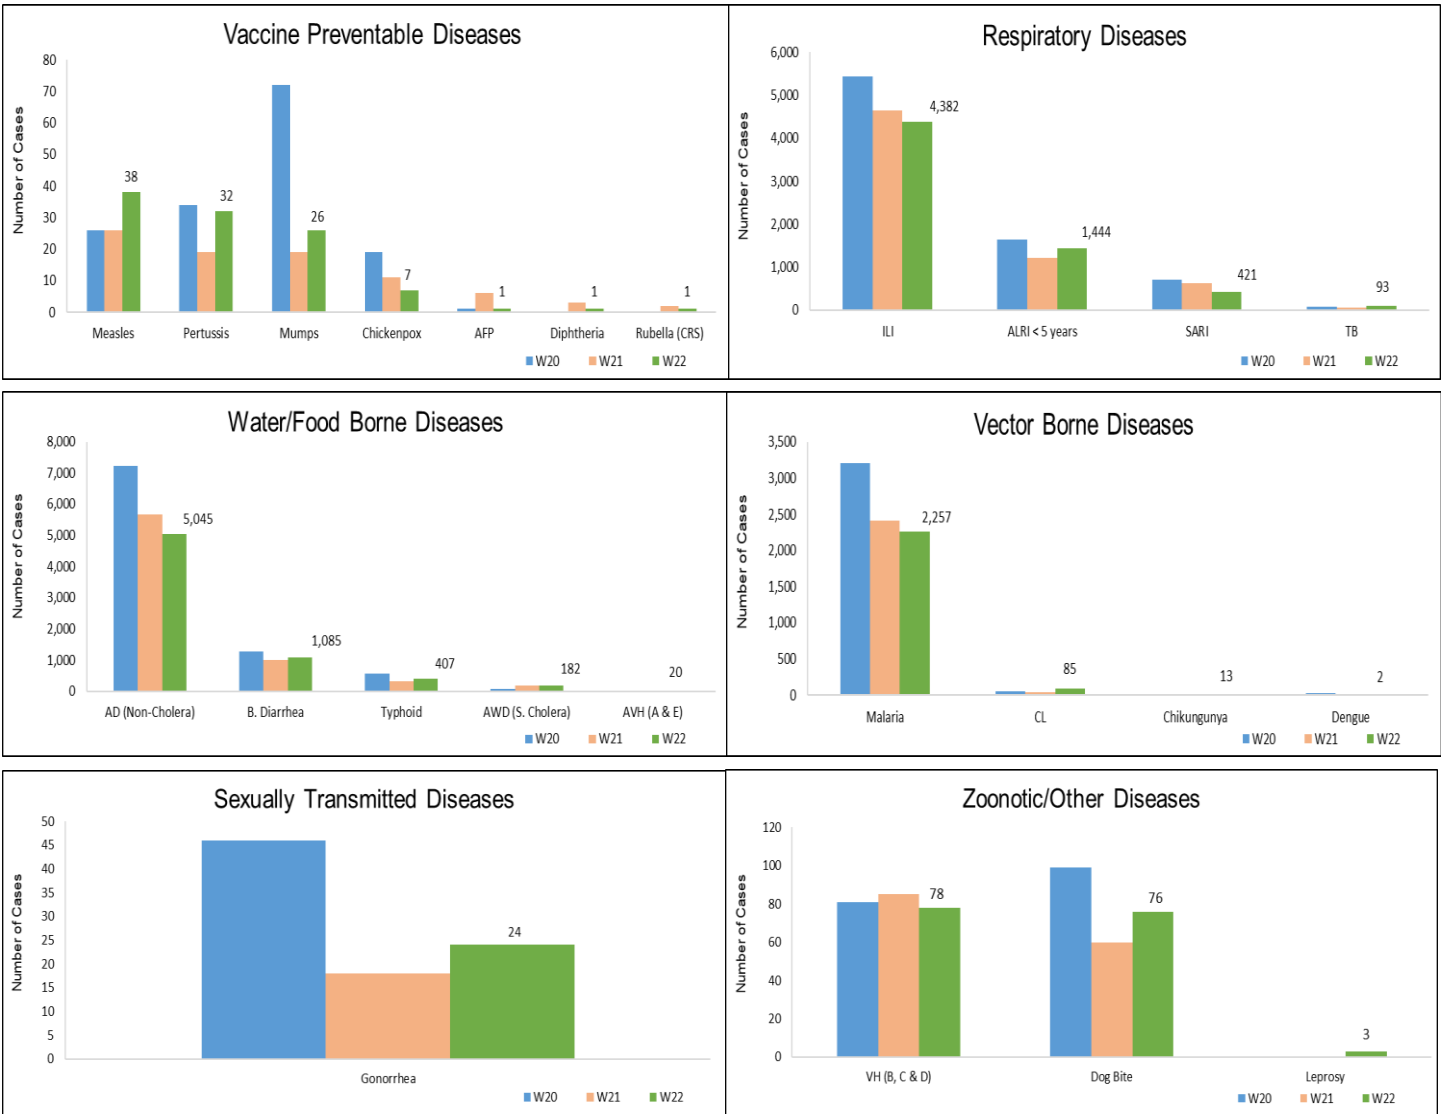 Vaccine Preventable Diseases
Number of Cases
80
70
60
50
40
30
20
10
0
38
32
26
7
1
1
1
Measles
Pertussis
Mumps
Chickenpox
AFP
Diphtheria
Rubella (CRS)
W20 W21 W22
Respiratory Diseases
Number of Cases
6,000
5,000
4,000
3,000
2,000
1,000
0
4,382
1,444
421
93
ILI
ALRI < 5 years
SARI
TB
W20 W21 W22
Water/Food Borne Diseases
Number of Cases
8,000
7,000
6,000
5,000
4,000
3,000
2,000
1,000
0
5,045
1,085
407
182
20
AD (Non-Cholera)
B. Diarrhea
Typhoid
AWD (S. Cholera)
AVH (A & E)
W20 W21 W22
Vector Borne Diseases
Number of Cases
3,500
3,000
2,500
2,000
1,500
1,000
500
0
2,257
85
13
2
Malaria
CL
Chikungunya
Dengue
W20 W21 W22
Sexually Transmitted Diseases
Number of Cases
50
45
40
35
30
25
20
15
10
5
0
24
Gonorrhea
W20 W21 W22
Zoonotic/Other Diseases
Number of Cases
120
100
80
60
40
20
0
78
76
3
VH (B, C & D)
Dog Bite
Leprosy
W20 W21 W22